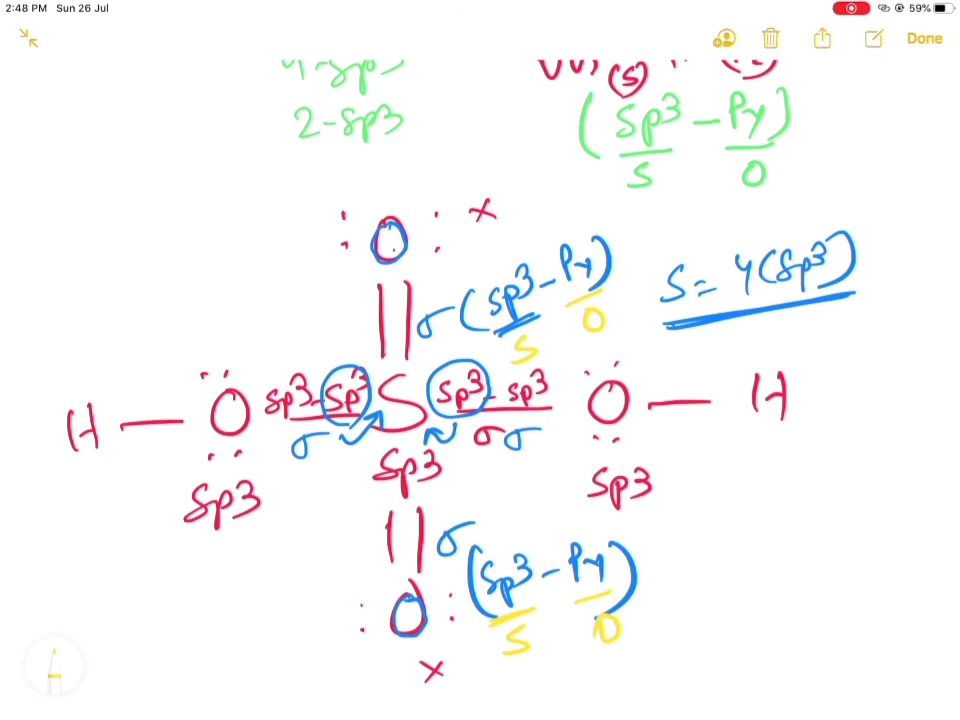 2:48 PM Sun 26 Jul
59%
Done
2-Sp3
(S)
(Sp3-Py)
S O
:O: x
σ(Sp3-Py)
S O
S= 4(Sp3)
H-O Sp3-Sp3 S Sp3-Sp3 O-H
σ σ σ
Sp3 Sp3 Sp3
σ(Sp3-Py)
S O
:O:
x